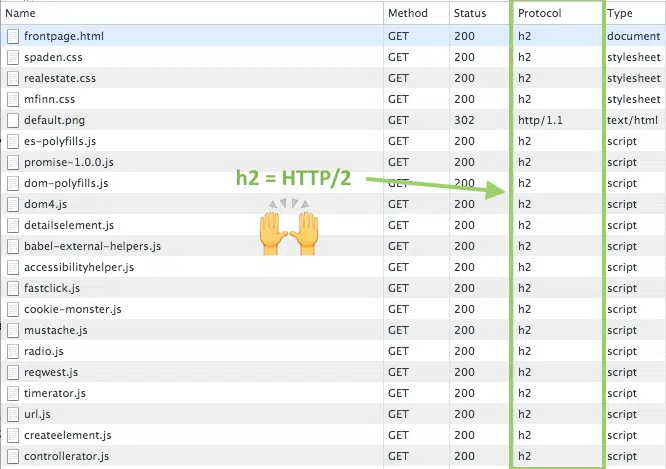 Name Method Status Protocol Type
frontpage.html GET 200 h2 document
spaden.css GET 200 h2 stylesheet
realestate.css GET 200 h2 stylesheet
mfinn.css GET 200 h2 stylesheet
default.png GET 302 http/1.1 text/html
es-polyfills.js GET 200 h2 script
promise-1.0.0.js GET 200 h2 script
dom-polyfills.js GET 200 h2 script
h2 = HTTP/2
dom4.js GET 200 h2 script
detailselement.js GET 200 h2 script
babel-external-helpers.js GET 200 h2 script
accessibilityhelper.js GET 200 h2 script
fastclick.js GET 200 h2 script
cookie-monster.js GET 200 h2 script
mustache.js GET 200 h2 script
radio.js GET 200 h2 script
reqwest.js GET 200 h2 script
timerator.js GET 200 h2 script
url.js GET 200 h2 script
createelement.js GET 200 h2 script
controllerator.js GET 200 h2 script